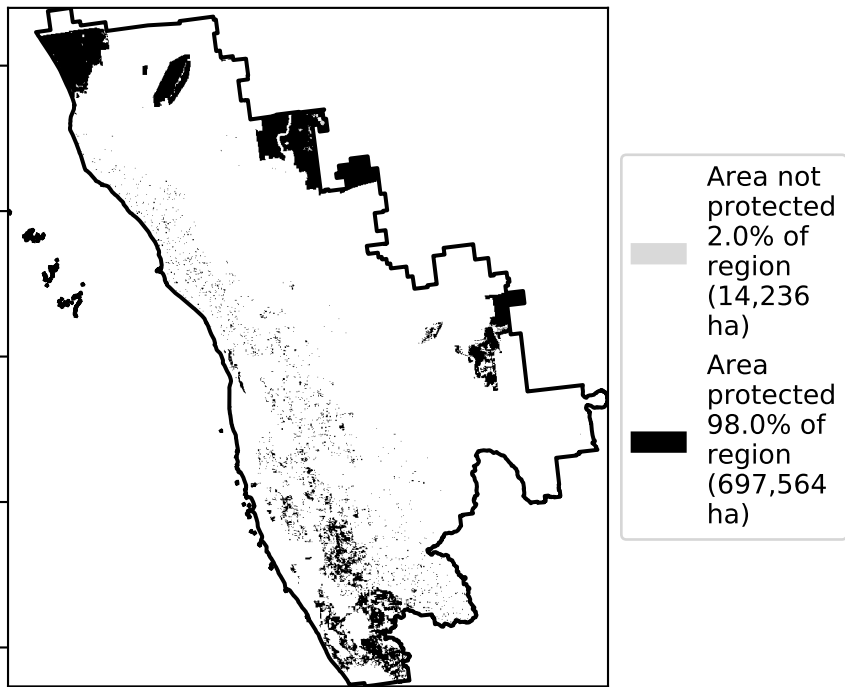 Area not
protected
2.0% of
region
(14,236
ha)
Area
protected
98.0% of
region
(697,564
ha)